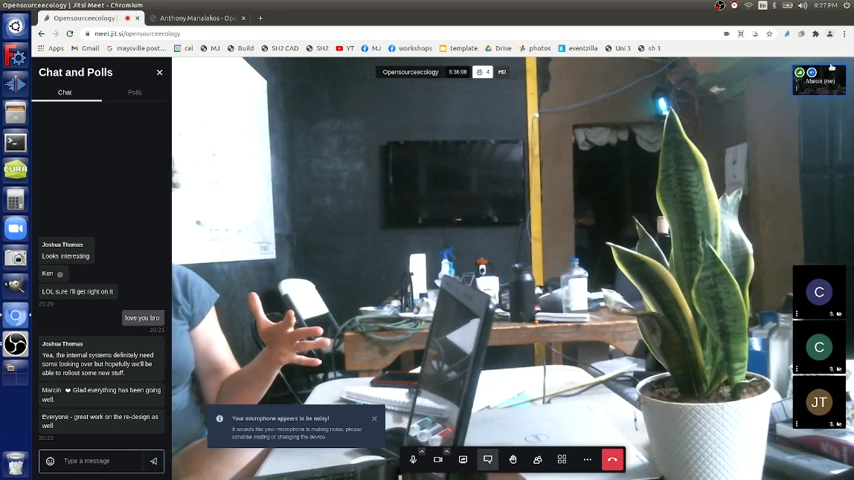 Opensourceecology - Jitsi Meet - Chromium
En
8:27 PM
Jitsi Meet
Anthony Manalakos - Ope
meet.jit.si/opensourceecology
Apps
Gmail
maysville post...
cal
MJ
Build
SH2 CAD
SH2
YT
MJ
workshops
template
Drive
photos
eventzilla
Uni 3
sh 3
Chat and Polls
Chat
Polls
Opensourceecology
5:36:08
4
HD
Marcin (me)
Joshua Thomas
Looks interesting
Ken
LOL sure I'll get right on it
20:20
love you bro
20:21
Joshua Thomas
Yea, the internal systems definitely need
some looking over but hopefully we'll be
able to rollout some new stuff.
Marcin ❤ Glad everything has been going
well.
Everyone - great work on the re-design as
well
20:22
Type a message
Your microphone appears to be noisy!
It sounds like your microphone is making noise, please
consider muting or changing the device.
C
C
JT
CURA